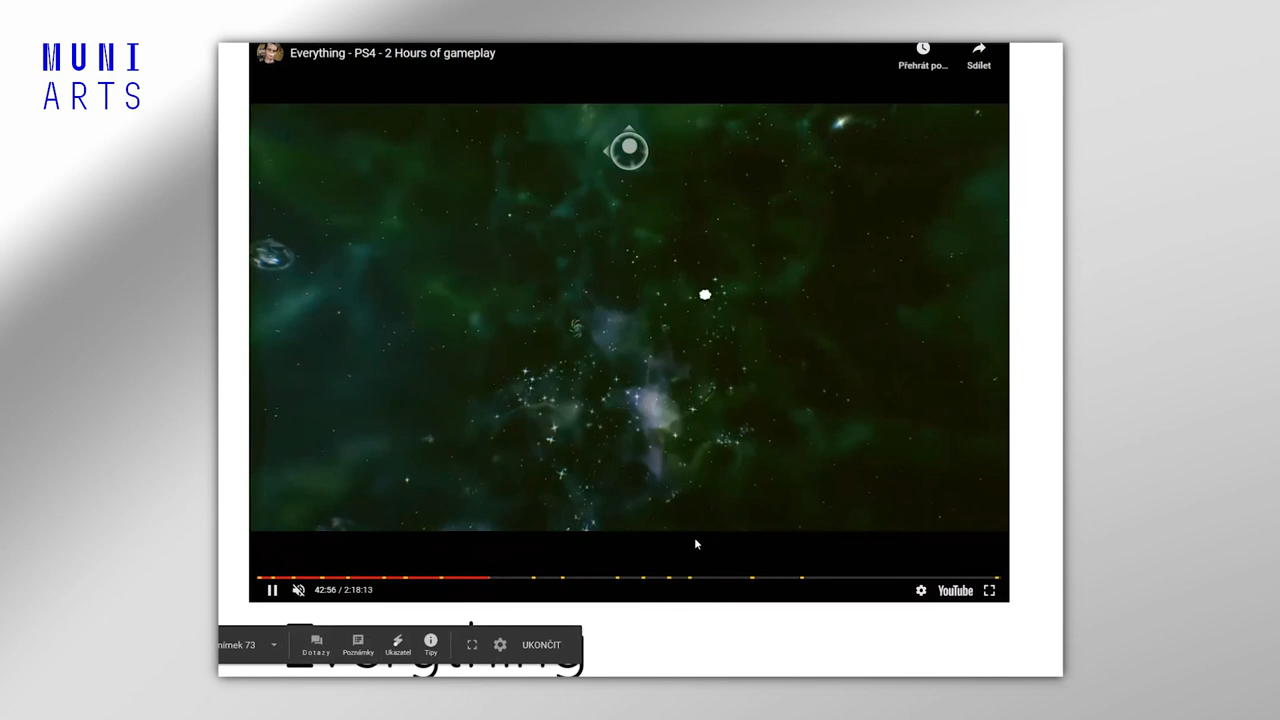 MUNI
ARTS
Everything - PS4 - 2 Hours of gameplay
Přehrát po...
Sdílet
42:56 / 2:18:13
YouTube
nímek 73
Dotazy
Poznámky
Ukazatel
Tipy
UKONČIT
Everything